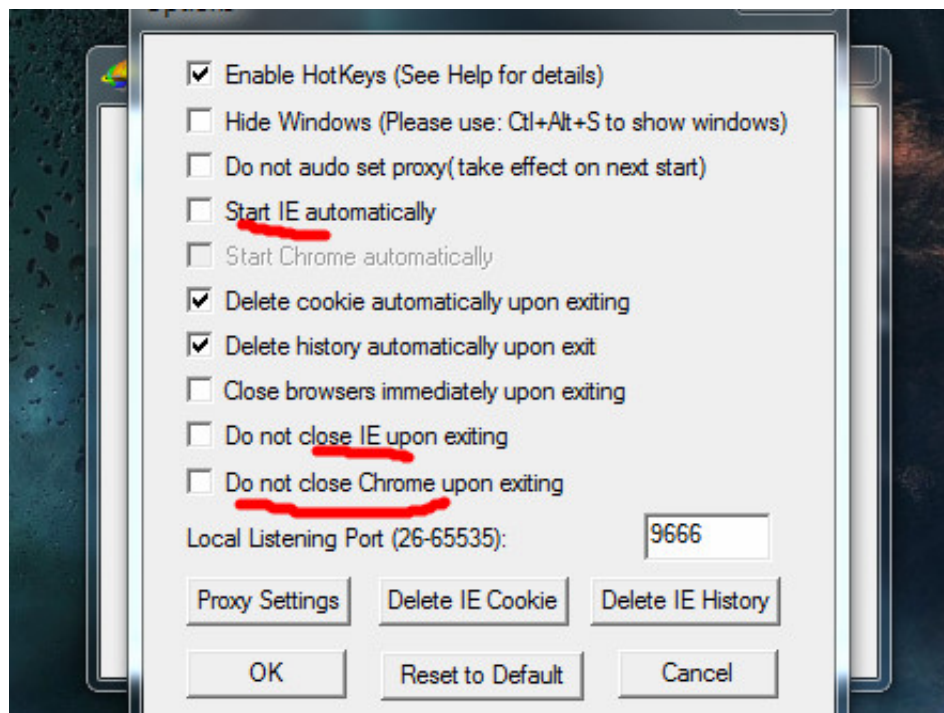 Options
Enable HotKeys (See Help for details)
Hide Windows (Please use: Ctl+Alt+S to show windows)
Do not audo set proxy(take effect on next start)
Start IE automatically
Start Chrome automatically
Delete cookie automatically upon exiting
Delete history automatically upon exit
Close browsers immediately upon exiting
Do not close IE upon exiting
Do not close Chrome upon exiting
Local Listening Port (26-65535): 9666
Proxy Settings Delete IE Cookie Delete IE History
OK Reset to Default Cancel